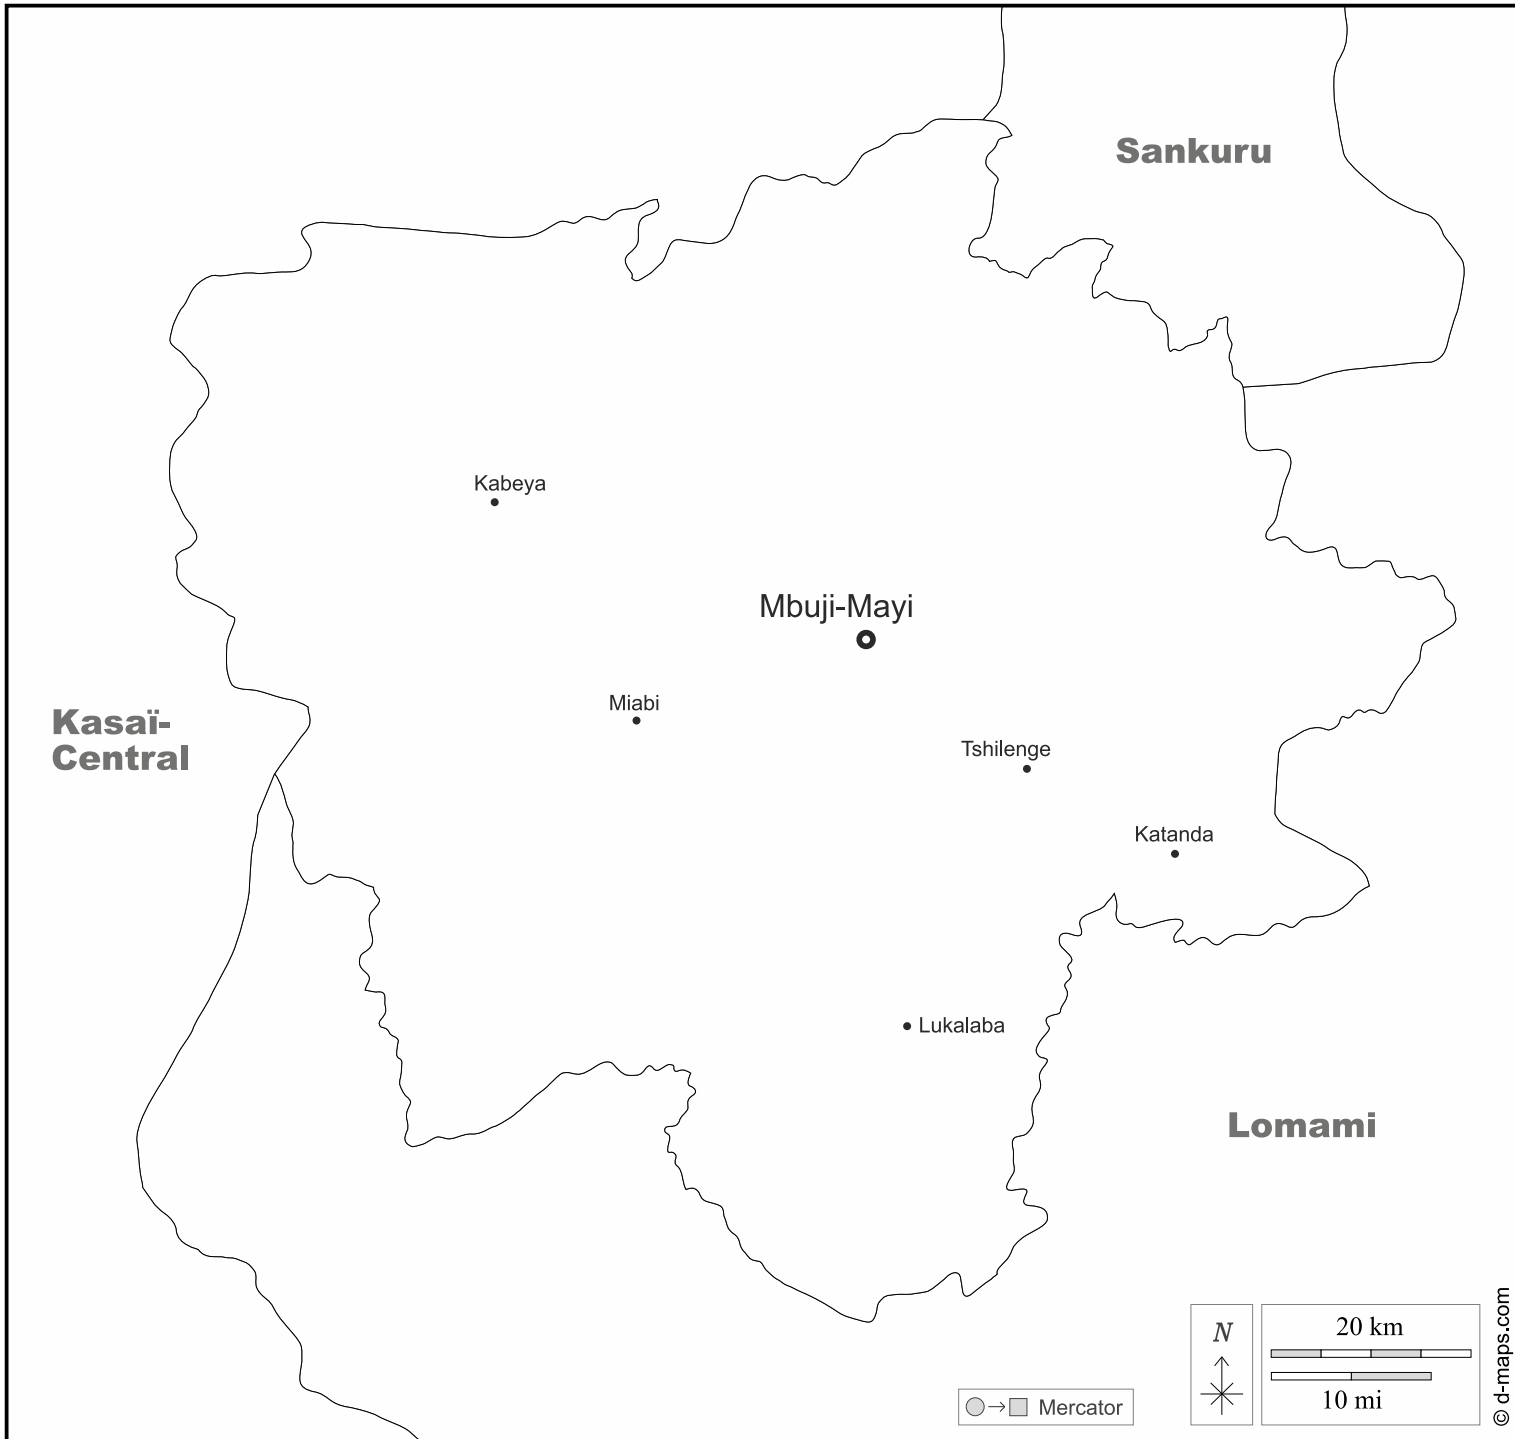 Sankuru
Kabeya
Mbuji-Mayi
Kasaï-
Central
Miabi
Tshilenge
Katanda
Lukalaba
Lomami
N
20 km
10 mi
Mercator
© d-maps.com